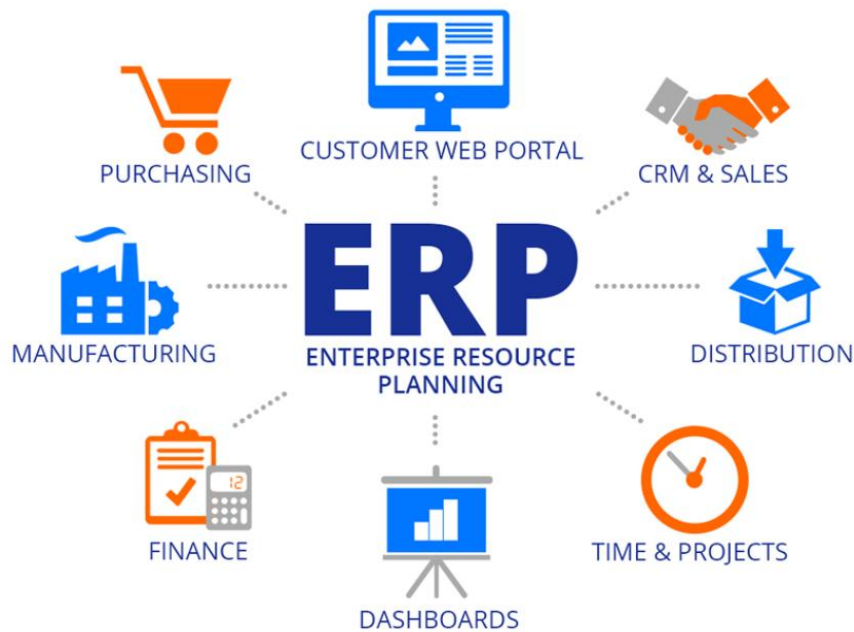 CUSTOMER WEB PORTAL
PURCHASING
CRM & SALES
ERP
ENTERPRISE RESOURCE
PLANNING
MANUFACTURING
DISTRIBUTION
12
FINANCE
TIME & PROJECTS
DASHBOARDS